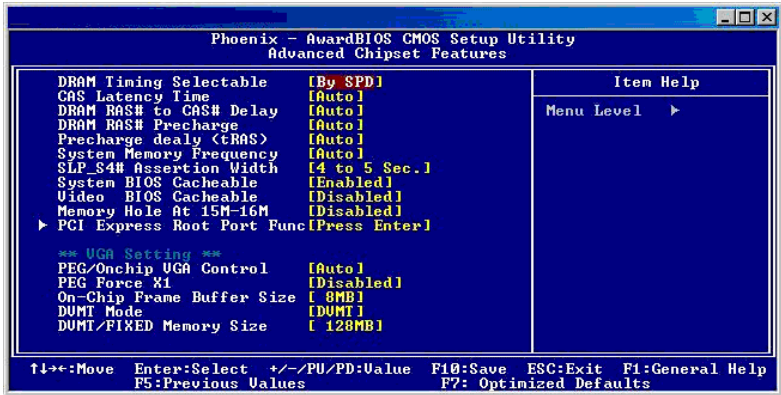 Phoenix - AwardBIOS CMOS Setup Utility
Advanced Chipset Features
DRAM Timing Selectable [By SPD]
CAS Latency Time [Auto]
DRAM RAS# to CAS# Delay [Auto]
DRAM RAS# Precharge [Auto]
Precharge dealy (tRAS) [Auto]
System Memory Frequency [Auto]
SLP_S4# Assertion Width [4 to 5 Sec.]
System BIOS Cacheable [Enabled]
Video BIOS Cacheable [Disabled]
Memory Hole At 15M-16M [Disabled]
▶ PCI Express Root Port Func[Press Enter]
** VGA Setting **
PEG/Onchip VGA Control [Auto]
PEG Force X1 [Disabled]
On-Chip Frame Buffer Size [ 8MB]
DVMT Mode [DVMT]
DVMT/FIXED Memory Size [ 128MB]
Item Help
Menu Level ▶
↑↓→←:Move Enter:Select +/-/PU/PD:Value F10:Save ESC:Exit F1:General Help
F5:Previous Values F7: Optimized Defaults